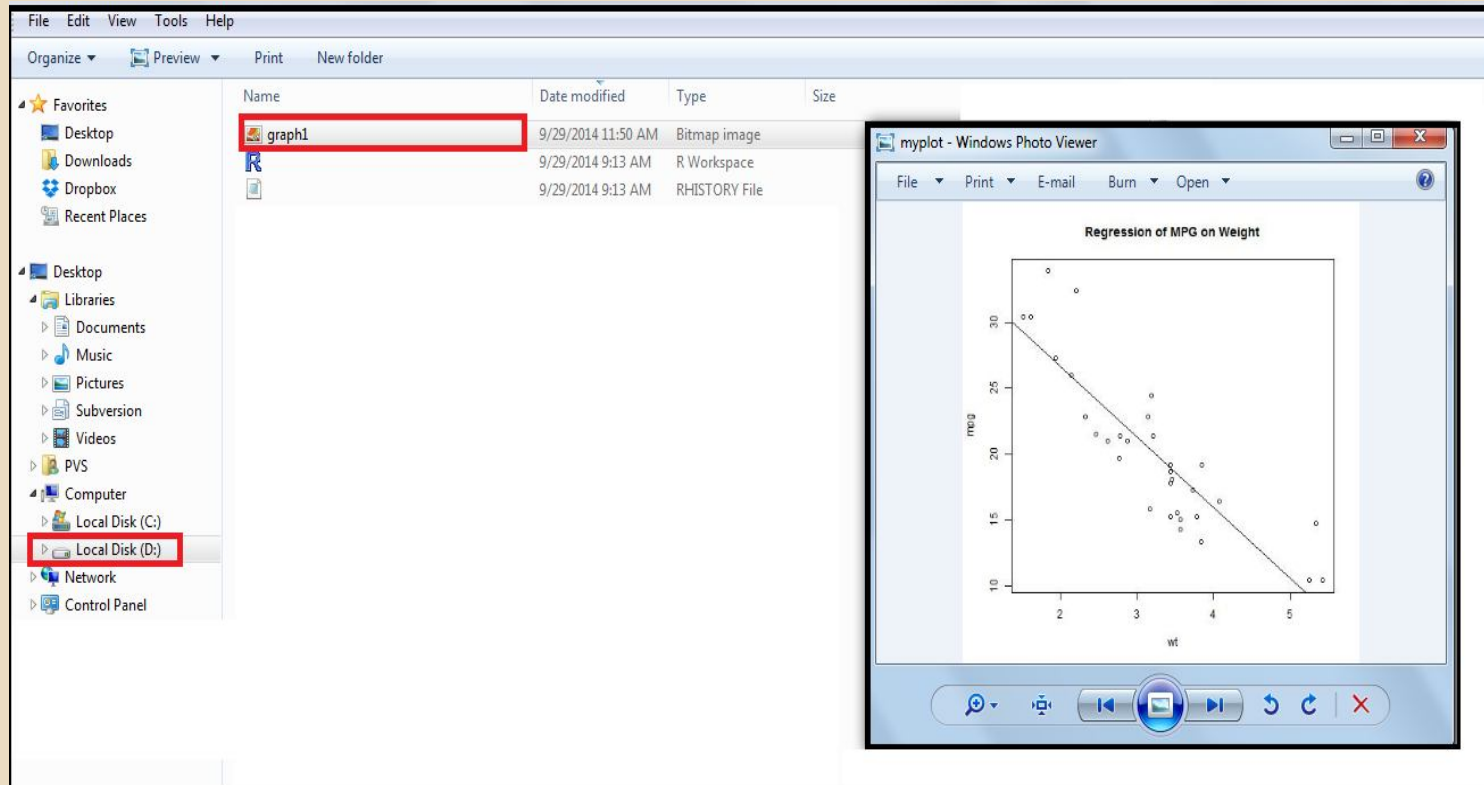 File Edit View Tools Help
Organize Preview Print New folder
Favorites
Desktop
Downloads
Dropbox
Recent Places
Desktop
Libraries
Documents
Music
Pictures
Subversion
Videos
PVS
Computer
Local Disk (C:)
Local Disk (D:)
Network
Control Panel
Name Date modified Type Size
graph1 9/29/2014 11:50 AM Bitmap image
R 9/29/2014 9:13 AM R Workspace
9/29/2014 9:13 AM RHISTORY File
myplot - Windows Photo Viewer
File Print E-mail Burn Open
Regression of MPG on Weight
30
25
20
15
10
mpg
2 3 4 5
wt